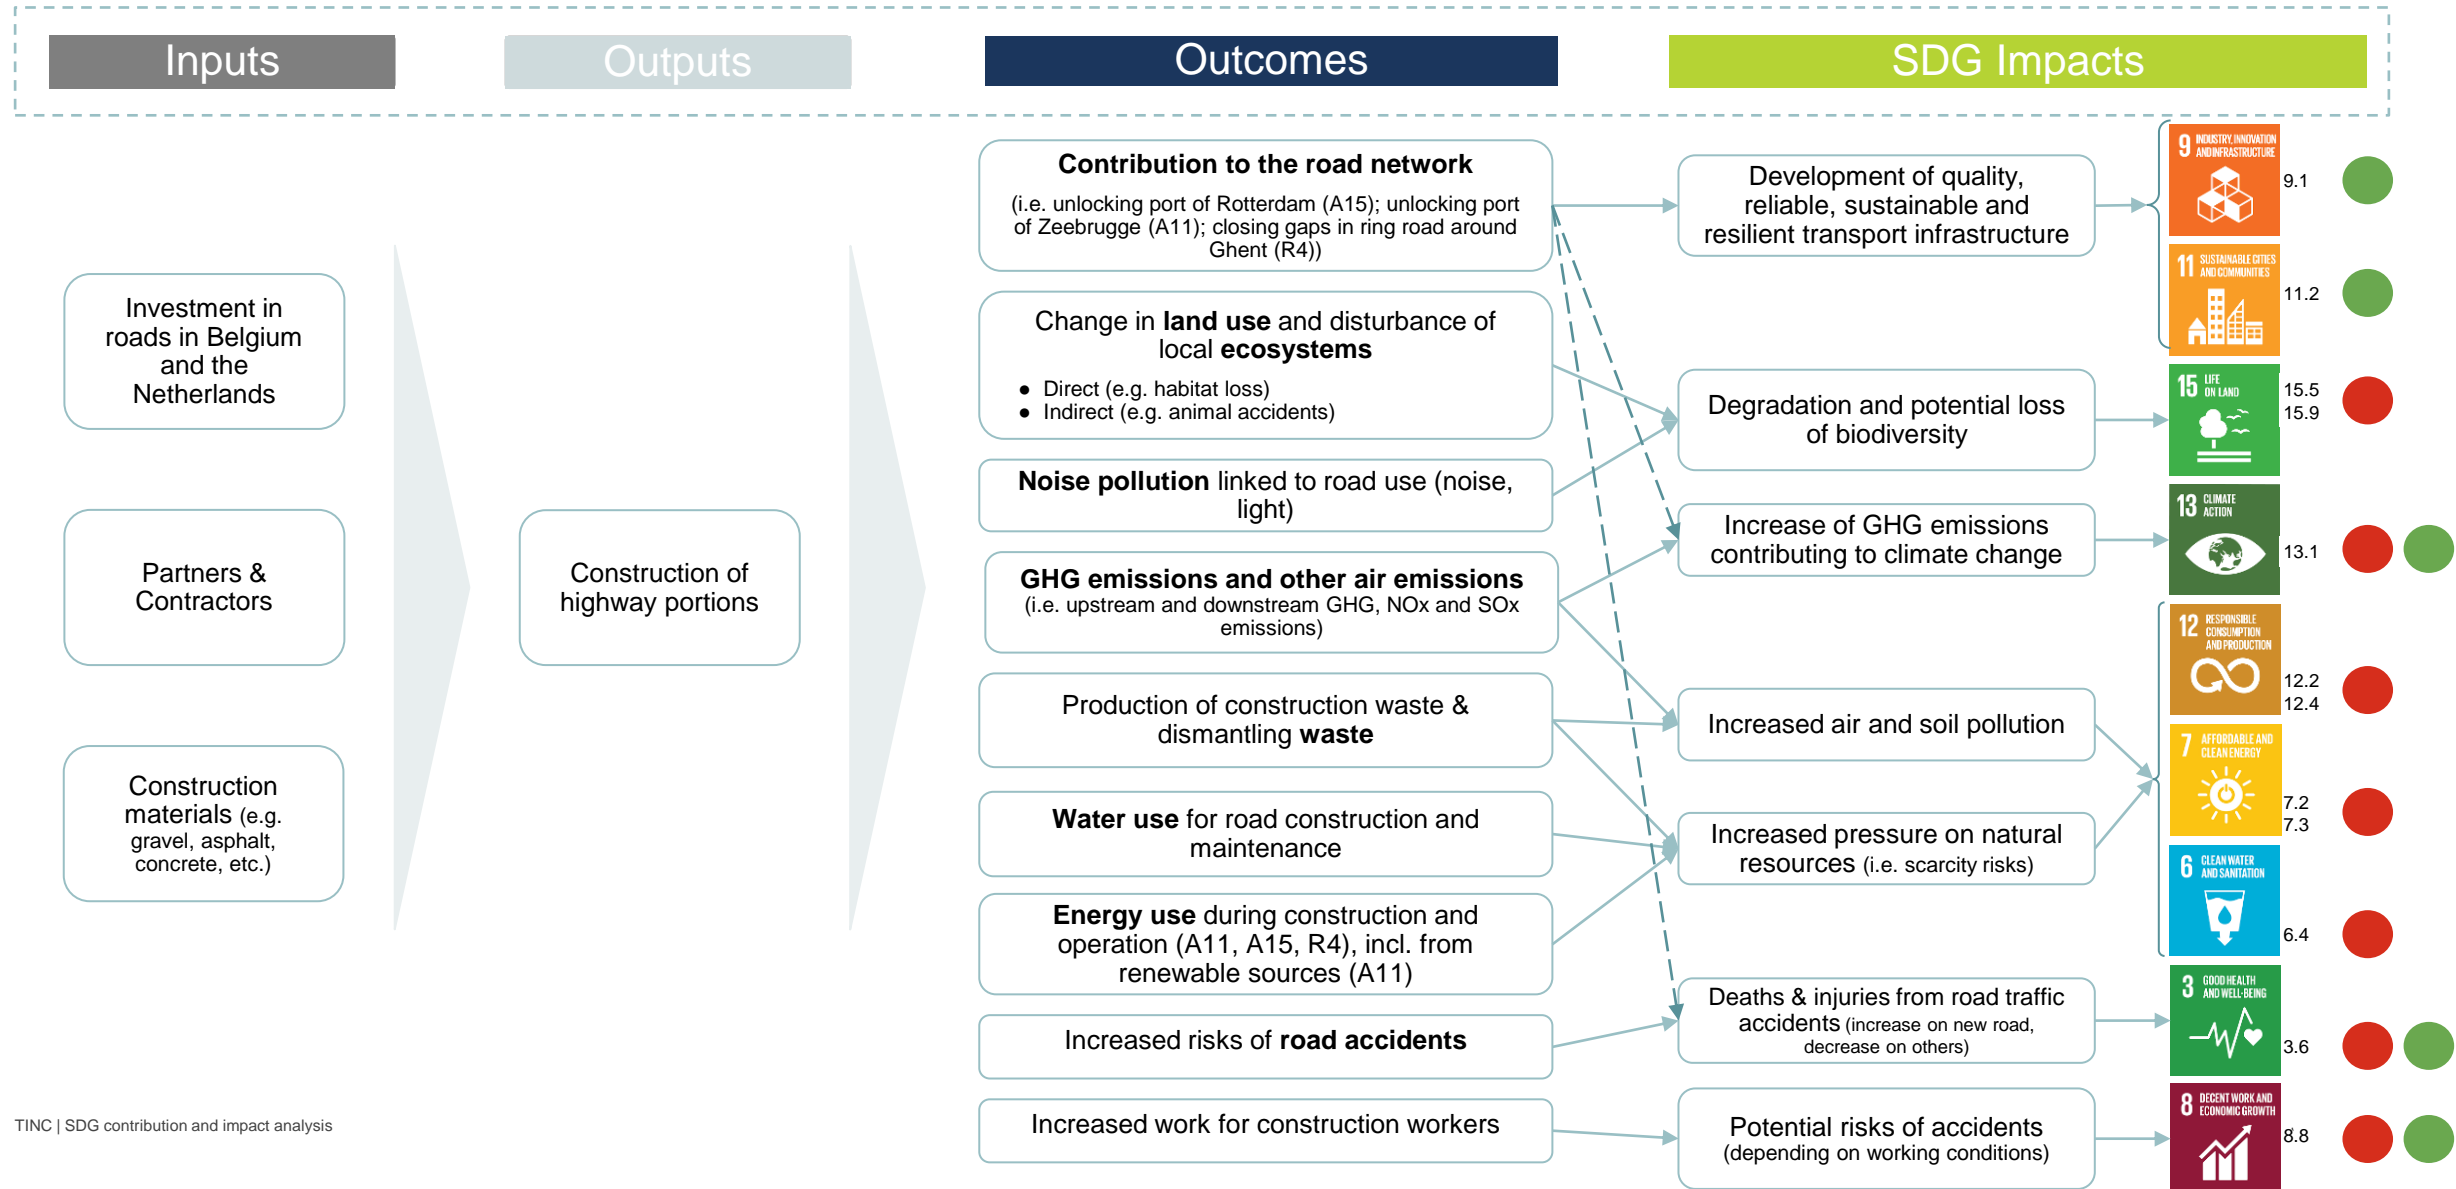 Inputs
Outputs
Outcomes
SDG Impacts
Investment in
roads in Belgium
and the
Netherlands
Partners &
Contractors
Construction
materials (e.g.
gravel, asphalt,
concrete, etc.)
Construction of
highway portions
Contribution to the road network
(i.e. unlocking port of Rotterdam (A15); unlocking port
of Zeebrugge (A11); closing gaps in ring road around
Ghent (R4))
Change in land use and disturbance of
local ecosystems
● Direct (e.g. habitat loss)
● Indirect (e.g. animal accidents)
Noise pollution linked to road use (noise,
light)
GHG emissions and other air emissions
(i.e. upstream and downstream GHG, NOx and SOx
emissions)
Production of construction waste &
dismantling waste
Water use for road construction and
maintenance
Energy use during construction and
operation (A11, A15, R4), incl. from
renewable sources (A11)
Increased risks of road accidents
Increased work for construction workers
Development of quality,
reliable, sustainable and
resilient transport infrastructure
Degradation and potential loss
of biodiversity
Increase of GHG emissions
contributing to climate change
Increased air and soil pollution
Increased pressure on natural
resources (i.e. scarcity risks)
Deaths & injuries from road traffic
accidents (increase on new road,
decrease on others)
Potential risks of accidents
(depending on working conditions)
9 INDUSTRY, INNOVATION
AND INFRASTRUCTURE
9.1
11 SUSTAINABLE CITIES
AND COMMUNITIES
11.2
15 LIFE
ON LAND
15.5
15.9
13 CLIMATE
ACTION
13.1
12 RESPONSIBLE
CONSUMPTION
AND PRODUCTION
12.2
12.4
7 AFFORDABLE AND
CLEAN ENERGY
7.2
7.3
6 CLEAN WATER
AND SANITATION
6.4
3 GOOD HEALTH
AND WELL-BEING
3.6
8 DECENT WORK AND
ECONOMIC GROWTH
8.8
TINC | SDG contribution and impact analysis